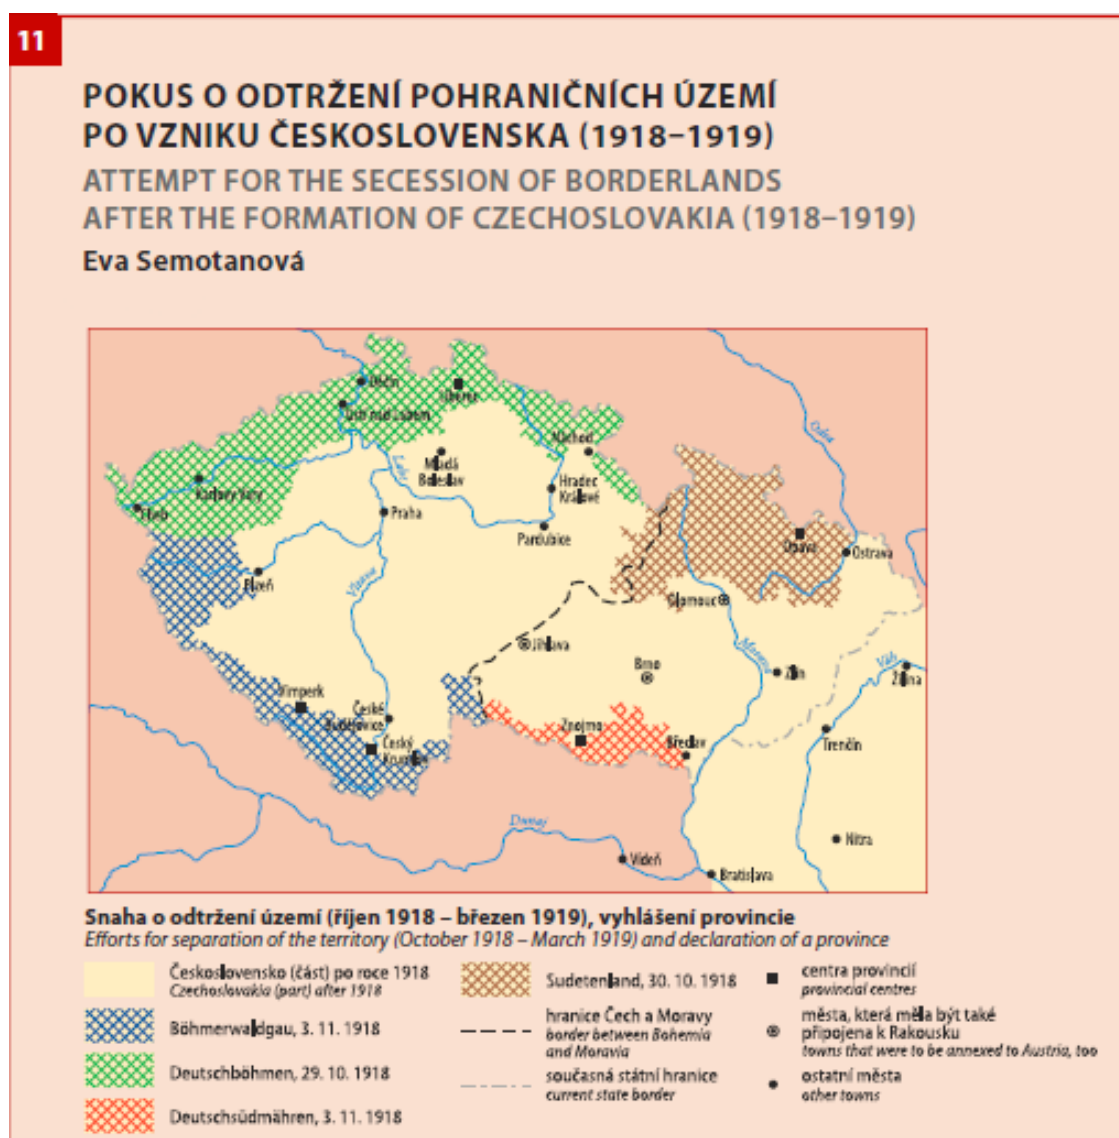 11
POKUS O ODTRŽENÍ POHRANIČNÍCH ÚZEMÍ
PO VZNIKU ČESKOSLOVENSKA (1918–1919)
ATTEMPT FOR THE SECESSION OF BORDERLANDS
AFTER THE FORMATION OF CZECHOSLOVAKIA (1918–1919)
Eva Semotanová
Děčín
Liberec
Ústí nad Labem
Náchod
Odra
Mladá
Boleslav
Labe
Karlovy Vary
Hradec
Králové
Cheb
Praha
Pardubice
Opava
Ostrava
Plzeň
Vltava
Olomouc
Jihlava
Morava
Brno
Zlín
Váh
Žilina
Vimperk
České
Budějovice
Znojmo
Český
Krumlov
Břeclav
Trenčín
Dunaj
Nitra
Vídeň
Bratislava
Snaha o odtržení území (říjen 1918 – březen 1919), vyhlášení provincie
Efforts for separation of the territory (October 1918 – March 1919) and declaration of a province
Československo (část) po roce 1918
Czechoslovakia (part) after 1918
Böhmerwaldgau, 3. 11. 1918
Deutschböhmen, 29. 10. 1918
Deutschsüdmähren, 3. 11. 1918
Sudetenland, 30. 10. 1918
hranice Čech a Moravy
border between Bohemia
and Moravia
současná státní hranice
current state border
centra provincií
provincial centres
města, která měla být také
připojena k Rakousku
towns that were to be annexed to Austria, too
ostatní města
other towns